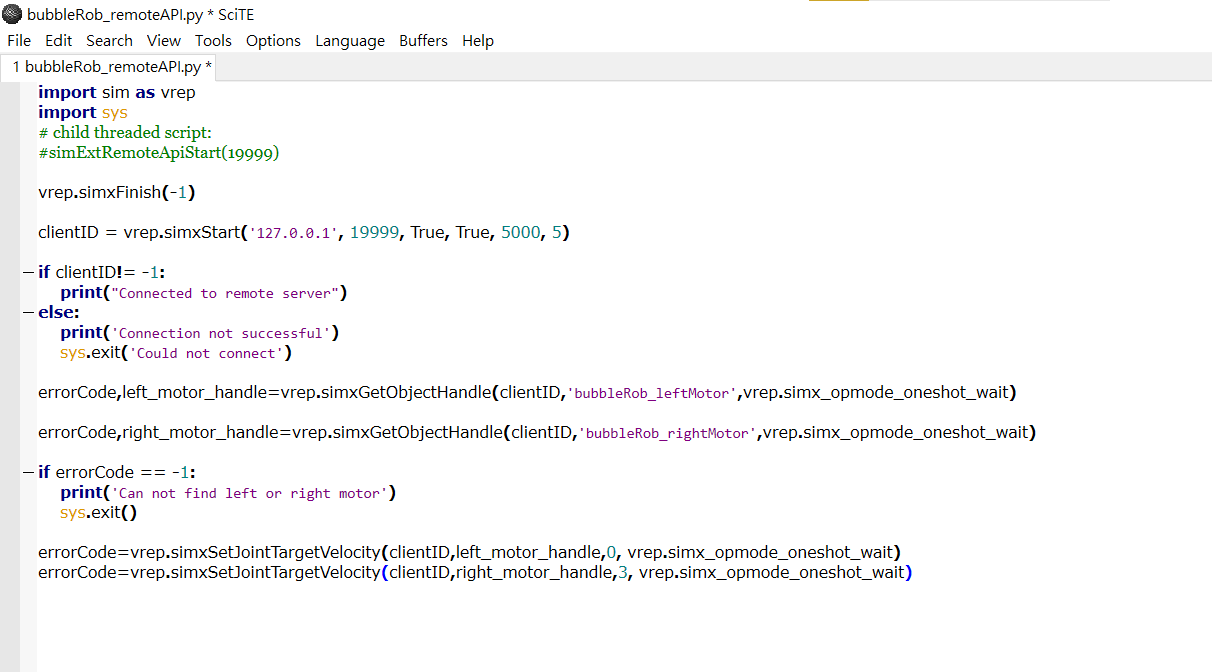 bubbleRob_remoteAPI.py * SciTE
File Edit Search View Tools Options Language Buffers Help
1 bubbleRob_remoteAPI.py *
import sim as vrep
import sys
# child threaded script:
#simExtRemoteApiStart(19999)
vrep.simxFinish(-1)
clientID = vrep.simxStart('127.0.0.1', 19999, True, True, 5000, 5)
if clientID!= -1:
print("Connected to remote server")
else:
print('Connection not successful')
sys.exit('Could not connect')
errorCode,left_motor_handle=vrep.simxGetObjectHandle(clientID,'bubbleRob_leftMotor',vrep.simx_opmode_oneshot_wait)
errorCode,right_motor_handle=vrep.simxGetObjectHandle(clientID,'bubbleRob_rightMotor',vrep.simx_opmode_oneshot_wait)
if errorCode == -1:
print('Can not find left or right motor')
sys.exit()
errorCode=vrep.simxSetJointTargetVelocity(clientID,left_motor_handle,0, vrep.simx_opmode_oneshot_wait)
errorCode=vrep.simxSetJointTargetVelocity(clientID,right_motor_handle,3, vrep.simx_opmode_oneshot_wait)